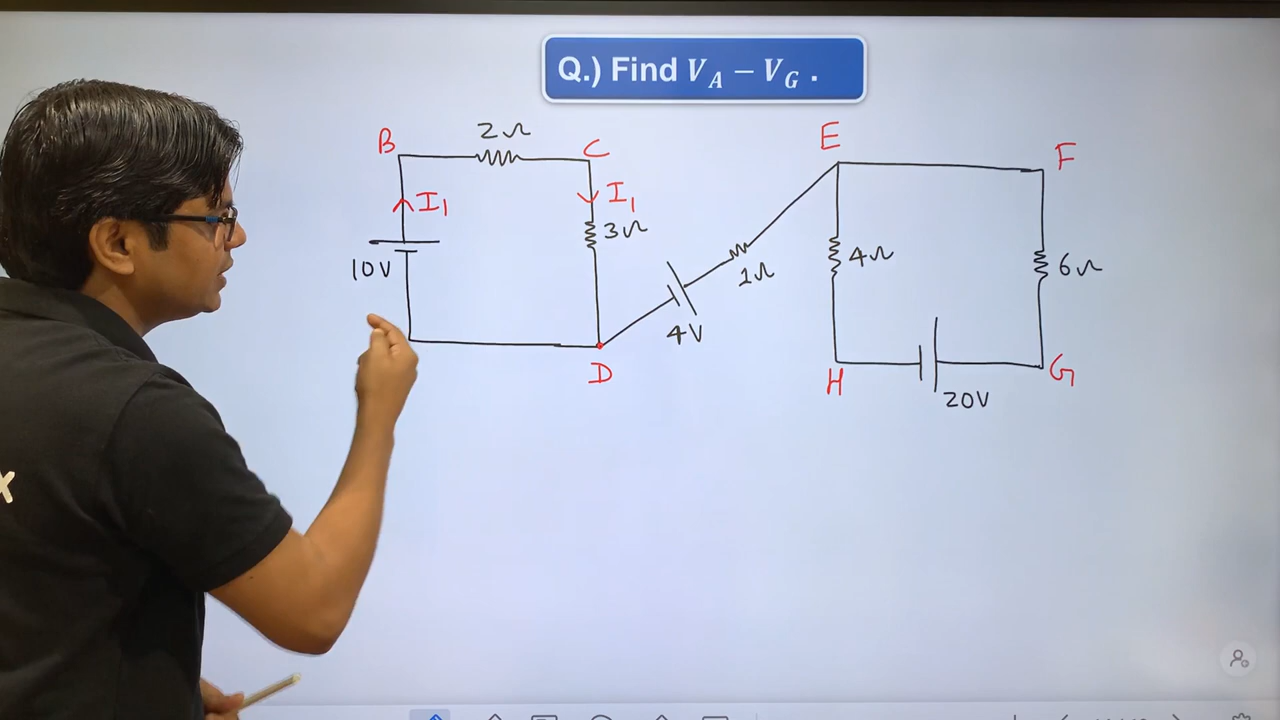 Q.) Find V_A − V_G .
B
2Ω
C
E
F
I₁
I₁
3Ω
10V
1Ω
4Ω
6Ω
4V
D
H
G
20V
X